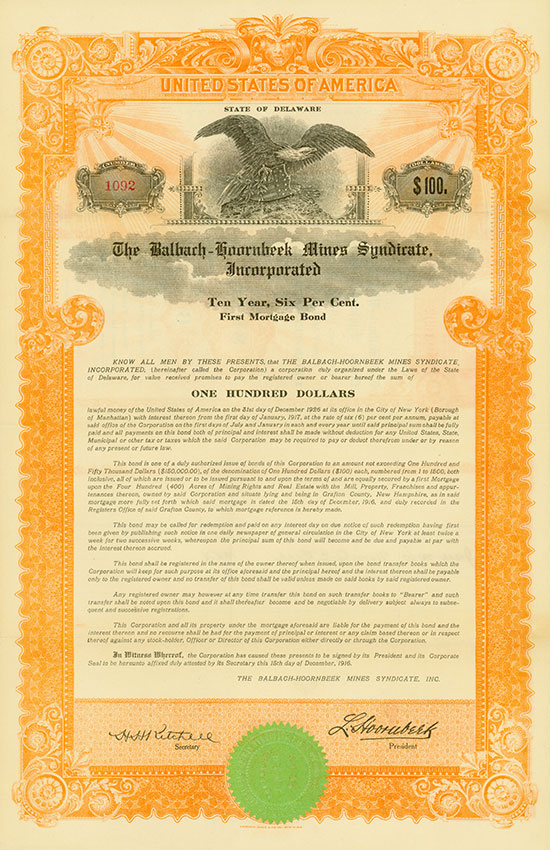 UNITED STATES OF AMERICA
STATE OF DELAWARE
NUMBER
1092
DOLLARS
$100.
The Balbach-Hoornbeek Mines Syndicate,
Incorporated
Ten Year, Six Per Cent.
First Mortgage Bond
KNOW ALL MEN BY THESE PRESENTS, that THE BALBACH-HOORNBEEK MINES SYNDICATE,
INCORPORATED, (hereinafter called the Corporation) a corporation duly organized under the Laws of the State
of Delaware, for value received promises to pay the registered owner or bearer hereof the sum of
ONE HUNDRED DOLLARS
lawful money of the United States of America on the 31st day of December 1926 at its office in the City of New York (Borough
of Manhattan) with interest thereon from the first day of January, 1917, at the rate of six (6) per cent per annum, payable at
said office of the Corporation on the first days of July and January in each and every year until said principal sum shall be fully
paid and all payments on this bond both of principal and interest shall be made without deduction for any United States, State,
Municipal or other tax or taxes which the said Corporation may be required to pay or deduct therefrom under or by reason
of any present or future law.
This bond is one of a duly authorized issue of bonds of this Corporation to an amount not exceeding One Hundred and
Fifty Thousand Dollars ($150,000.00), of the denomination of One Hundred Dollars ($100) each, numbered from 1 to 1500, both
inclusive, all of which are issued or to be issued pursuant to and upon the terms of and are equally secured by a first Mortgage
upon the Four Hundred (400) Acres of Mining Rights and Real Estate with the Mill, Property, Franchises and appur-
tenances thereon, owned by said Corporation and situate lying and being in Grafton County, New Hampshire, as in said
mortgage more fully set forth which said mortgage is dated the 15th day of December, 1916, and duly recorded in the
Registers Office of said Grafton County, to which mortgage reference is hereby made.
This bond may be called for redemption and paid on any interest day on due notice of such redemption having first
been given by publishing such notice in one daily newspaper of general circulation in the City of New York at least twice a
week for two successive weeks, whereupon the principal sum of this bond will become and be due and payable at par with
the interest thereon accrued.
This bond shall be registered in the name of the owner thereof when issued, upon the bond transfer books which the
Corporation will keep for such purpose at its office aforesaid and the principal hereof and the interest thereon shall be payable
only to the registered owner and no transfer of this bond shall be valid unless made on said books by said registered owner.
Any registered owner may however at any time transfer this bond on such transfer books to "Bearer" and such
transfer shall be noted upon this bond and it shall thereafter become and be negotiable by delivery subject always to subse-
quent and successive registrations.
This Corporation and all its property under the mortgage aforesaid are liable for the payment of this bond and the
interest thereon and no recourse shall be had for the payment of principal or interest or any claim based thereon or in respect
thereof against any stock-holder, Officer or Director of this Corporation either directly or through the Corporation.
In Witness Whereof, the Corporation has caused these presents to be signed by its President and its Corporate
Seal to be hereunto affixed duly attested by its Secretary this 15th day of December, 1916.
THE BALBACH-HOORNBEEK MINES SYNDICATE, INC.
H H Kitchell
Secretary
L. Hoornbeek
President